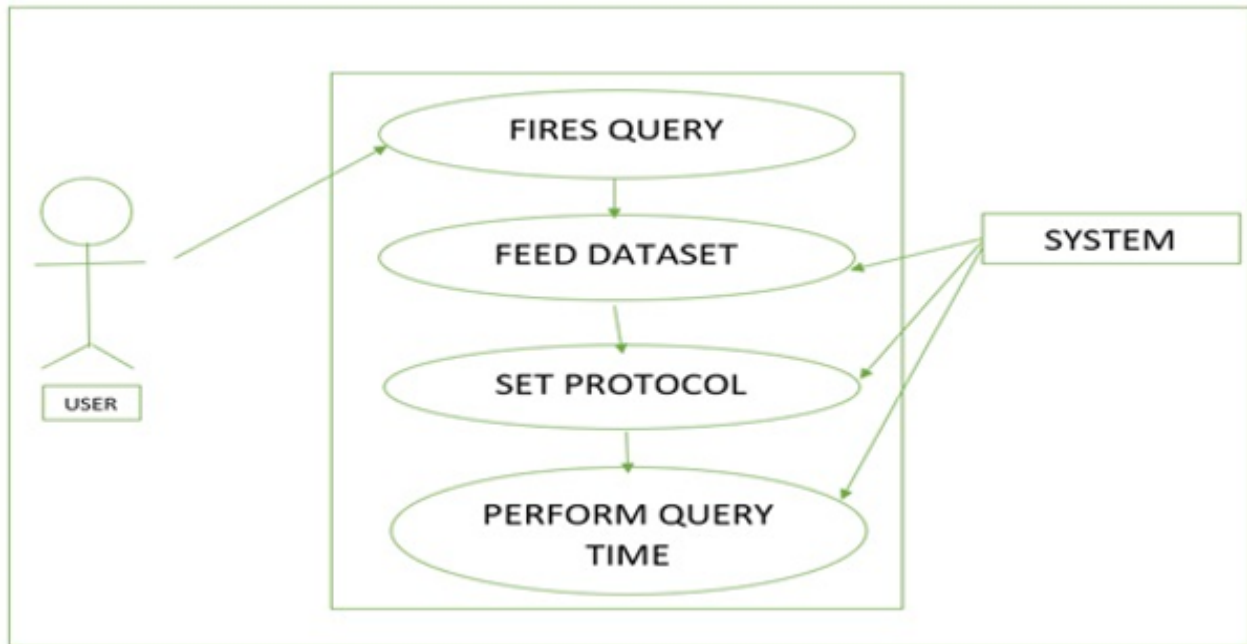 FIRES QUERY
FEED DATASET
SYSTEM
SET PROTOCOL
USER
PERFORM QUERY
TIME